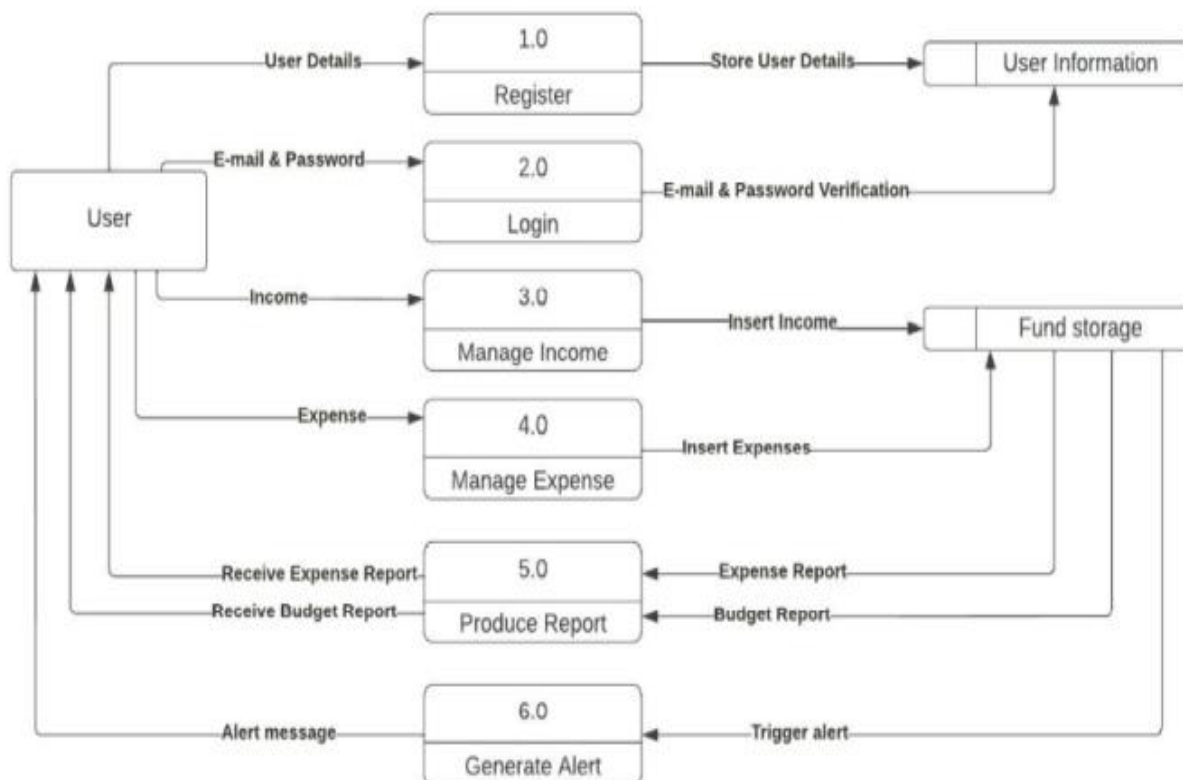 1.0
User Details
Store User Details
User Information
Register
E-mail & Password
2.0
E-mail & Password Verification
User
Login
Income
3.0
Insert Income
Fund storage
Manage Income
Expense
4.0
Insert Expenses
Manage Expense
Receive Expense Report
5.0
Expense Report
Receive Budget Report
Produce Report
Budget Report
6.0
Alert message
Trigger alert
Generate Alert